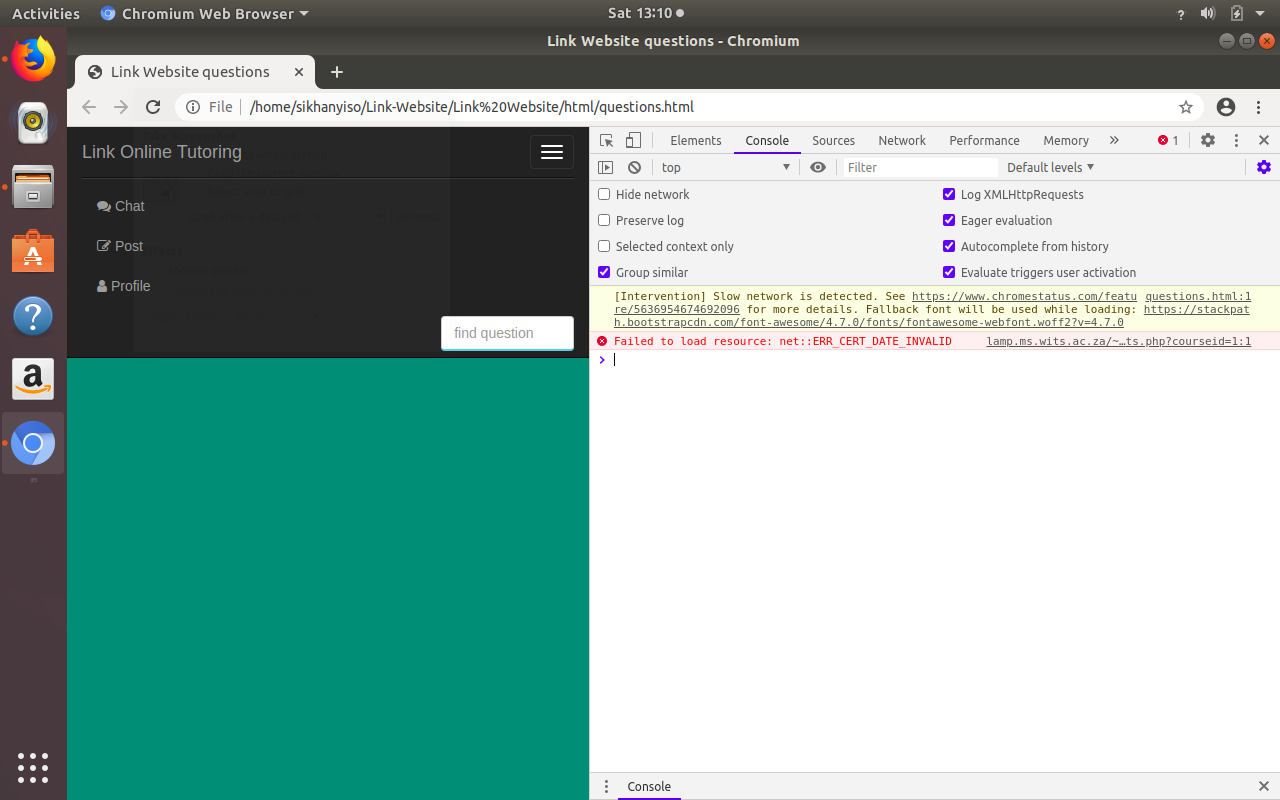 Activities Chromium Web Browser Sat 13:10
Link Website questions - Chromium
Link Website questions
File /home/sikhanyiso/Link-Website/Link%20Website/html/questions.html
Link Online Tutoring
Chat
Post
Profile
find question
Elements Console Sources Network Performance Memory » 1
top Filter Default levels
Hide network Log XMLHttpRequests
Preserve log Eager evaluation
Selected context only Autocomplete from history
Group similar Evaluate triggers user activation
[Intervention] Slow network is detected. See https://www.chromestatus.com/featu questions.html:1
re/5636954674692096 for more details. Fallback font will be used while loading: https://stackpat
h.bootstrapcdn.com/font-awesome/4.7.0/fonts/fontawesome-webfont.woff2?v=4.7.0
Failed to load resource: net::ERR_CERT_DATE_INVALID lamp.ms.wits.ac.za/~…ts.php?courseid=1:1
Console